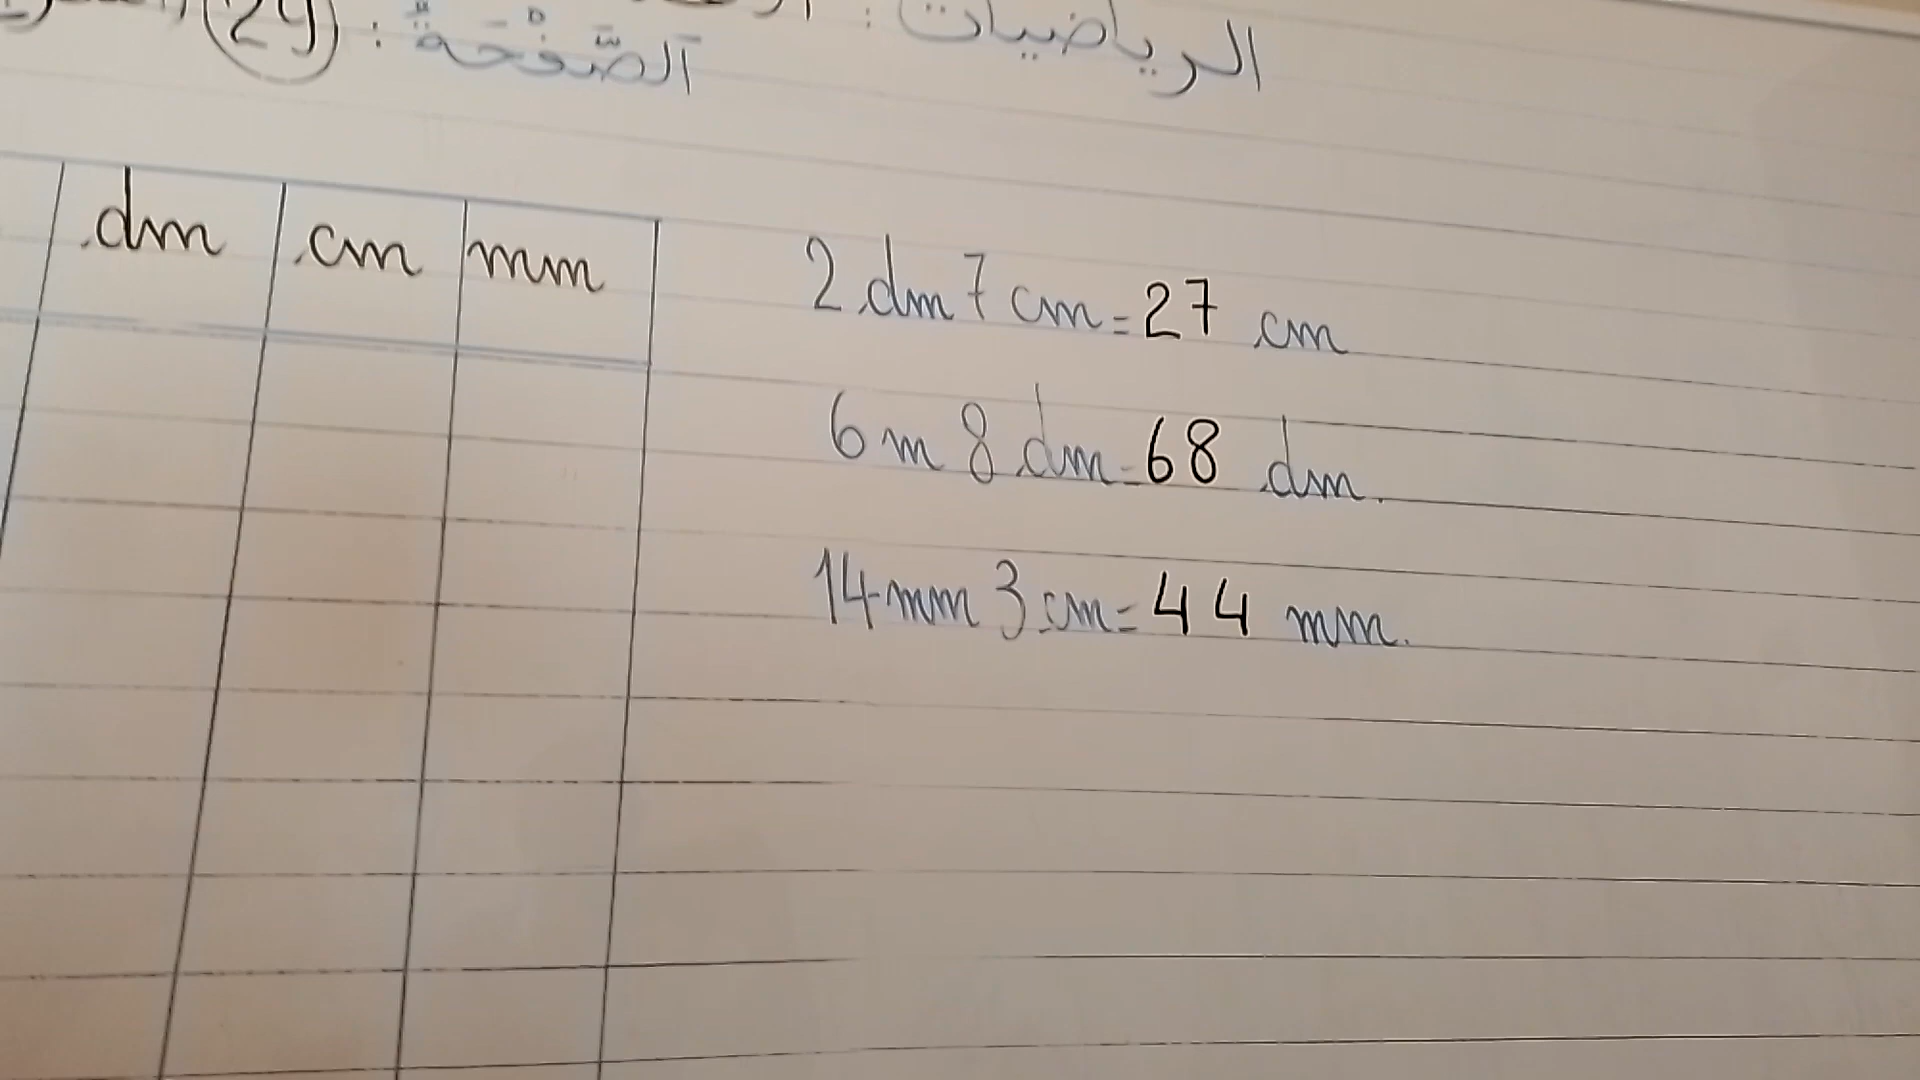 الرياضيات :
الصَّفْحَةُ : 29
dm cm mm
2 dm 7 cm = 27 cm
6 m 8 dm = 68 dm.
14 mm 3 cm = 44 mm.